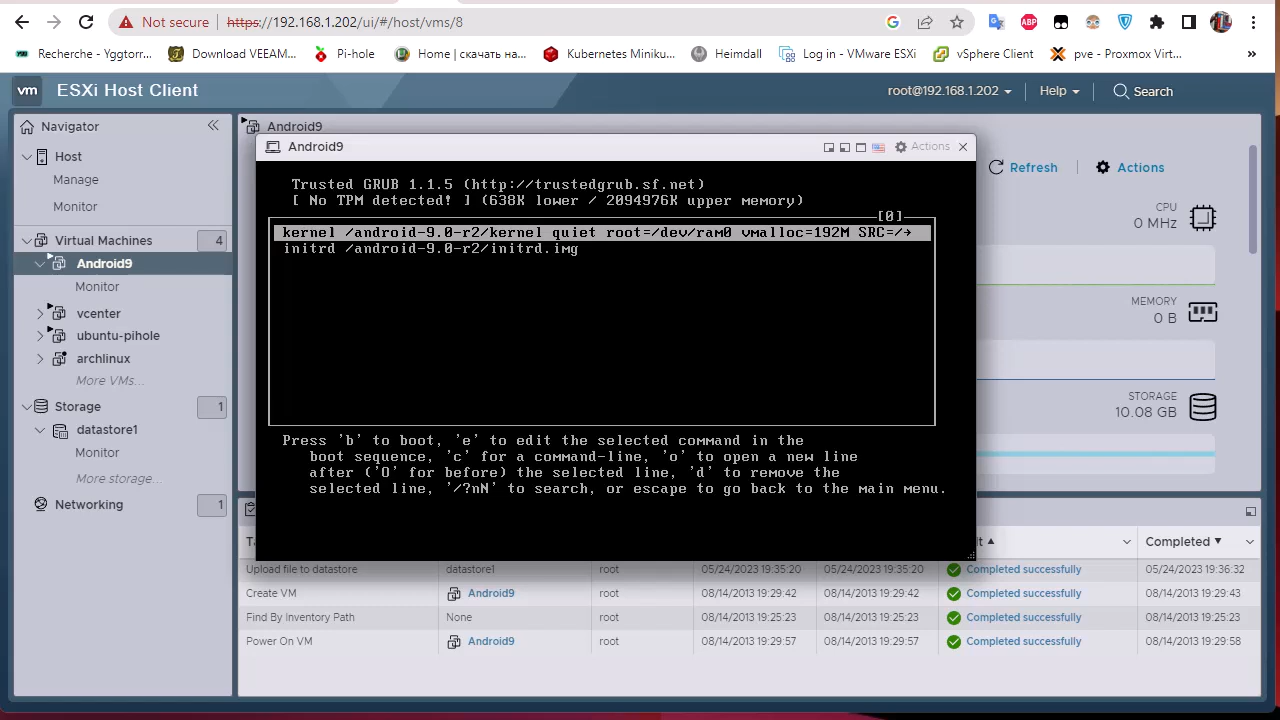 Not secure https://192.168.1.202/ui/#/host/vms/8
Recherche - Yggtorr... Download VEEAM... Pi-hole Home | скачать на... Kubernetes Miniku... Heimdall Log in - VMware ESXi vSphere Client pve - Proxmox Virt... »
vm ESXi Host Client root@192.168.1.202 Help Search
Navigator
Host
Manage
Monitor
Virtual Machines 4
Android9
Monitor
vcenter
ubuntu-pihole
archlinux
More VMs...
Storage 1
datastore1
Monitor
More storage...
Networking 1
Android9
Refresh Actions
CPU
0 MHz
MEMORY
0 B
STORAGE
10.08 GB
Android9 Actions
Trusted GRUB 1.1.5 (http://trustedgrub.sf.net)
[ No TPM detected! ] (638K lower / 2094976K upper memory)
[0]
kernel /android-9.0-r2/kernel quiet root=/dev/ram0 vmalloc=192M SRC=/→
initrd /android-9.0-r2/initrd.img
Press 'b' to boot, 'e' to edit the selected command in the
boot sequence, 'c' for a command-line, 'o' to open a new line
after ('O' for before) the selected line, 'd' to remove the
selected line, '/?nN' to search, or escape to go back to the main menu.
Completed ▼
Upload file to datastore datastore1 root 05/24/2023 19:35:20 05/24/2023 19:35:20 Completed successfully 05/24/2023 19:36:32
Create VM Android9 root 08/14/2013 19:29:42 08/14/2013 19:29:42 Completed successfully 08/14/2013 19:29:43
Find By Inventory Path None root 08/14/2013 19:25:23 08/14/2013 19:25:23 Completed successfully 08/14/2013 19:25:23
Power On VM Android9 root 08/14/2013 19:29:57 08/14/2013 19:29:57 Completed successfully 08/14/2013 19:29:58